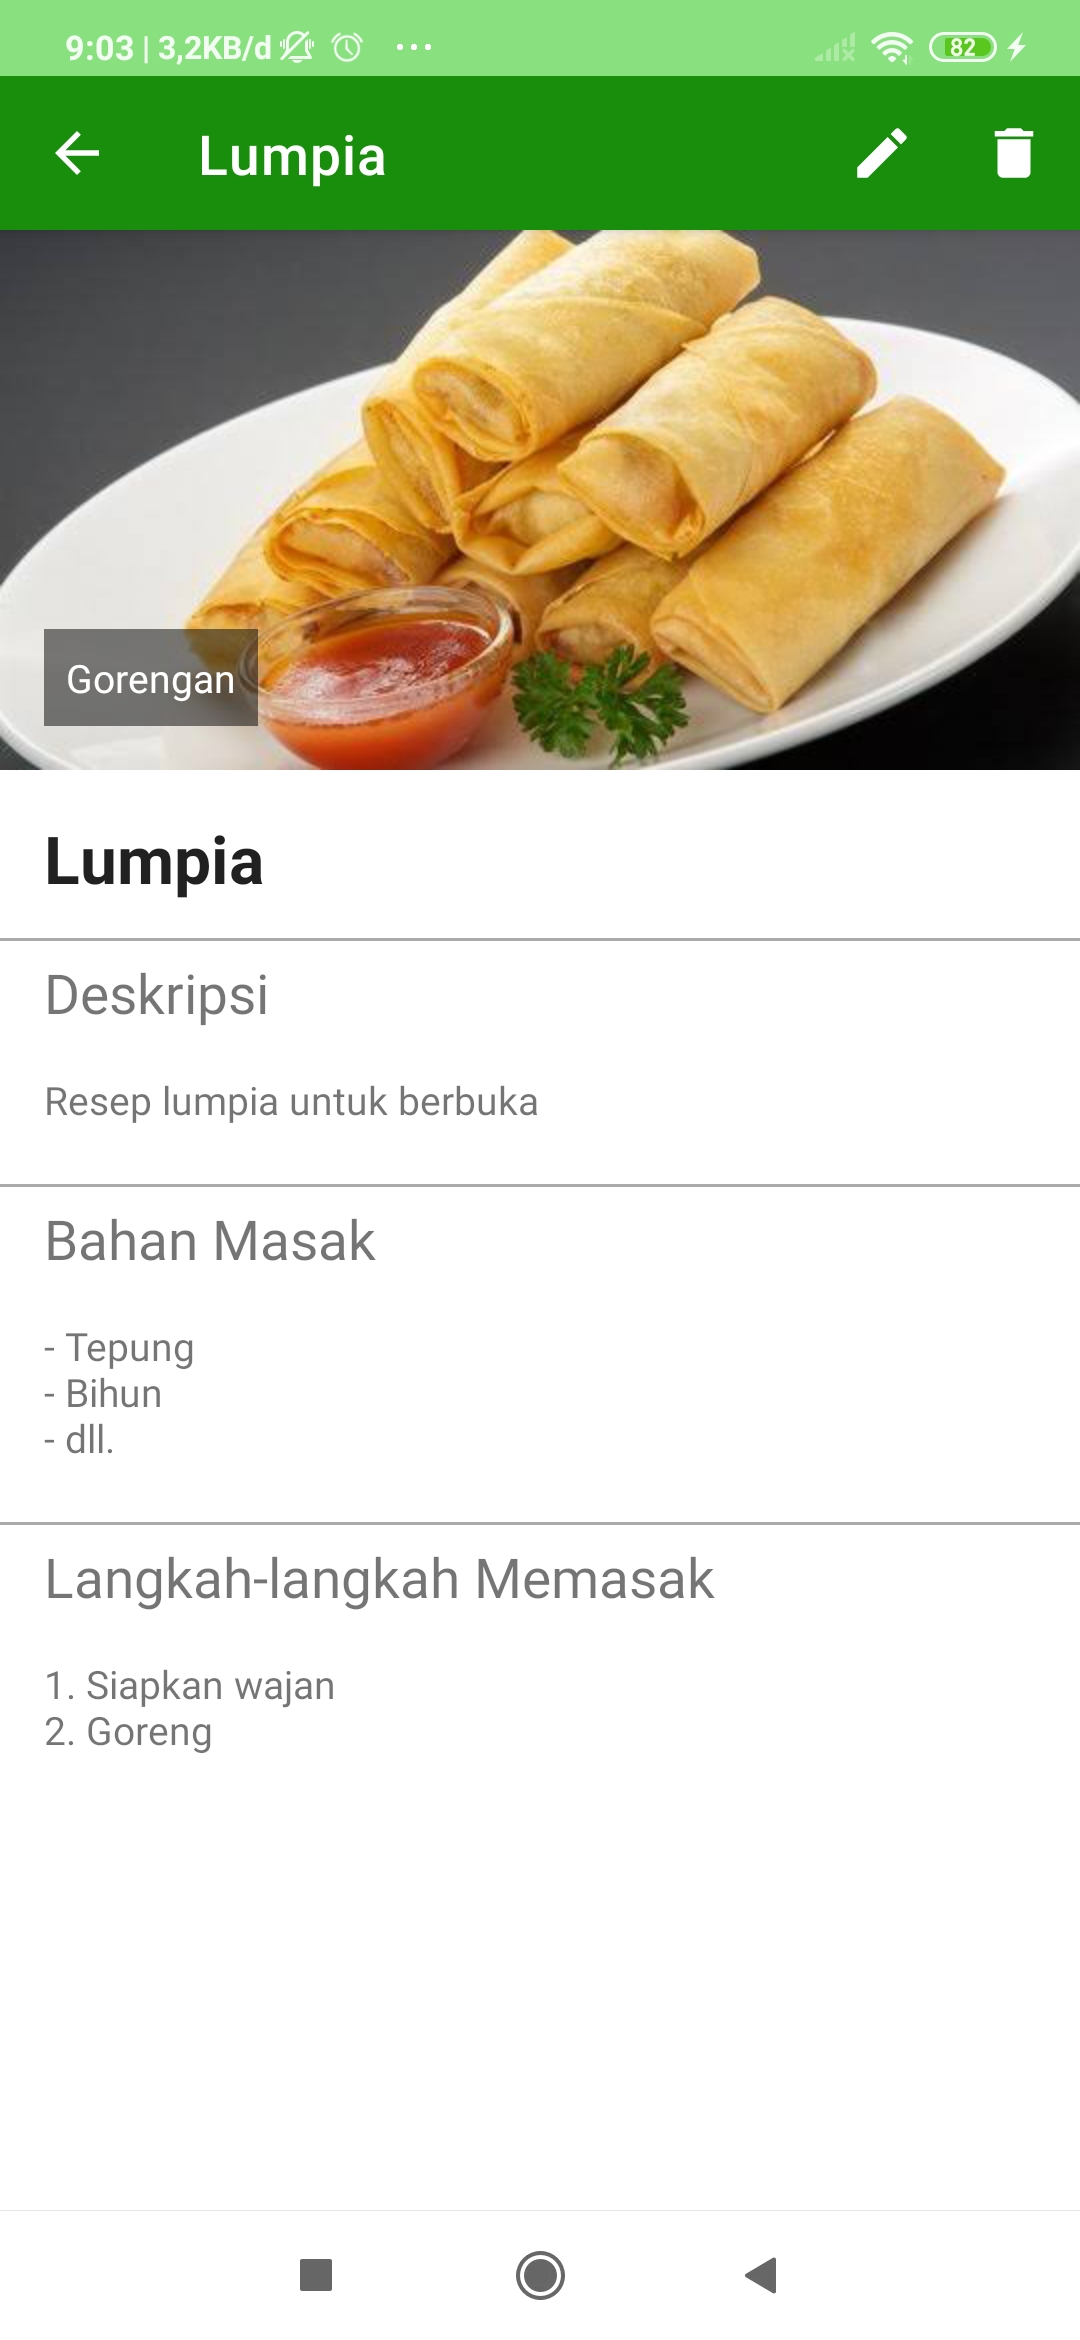 9:03 | 3,2KB/d
82
Lumpia
Gorengan
Lumpia
Deskripsi
Resep lumpia untuk berbuka
Bahan Masak
- Tepung
- Bihun
- dll.
Langkah-langkah Memasak
1. Siapkan wajan
2. Goreng